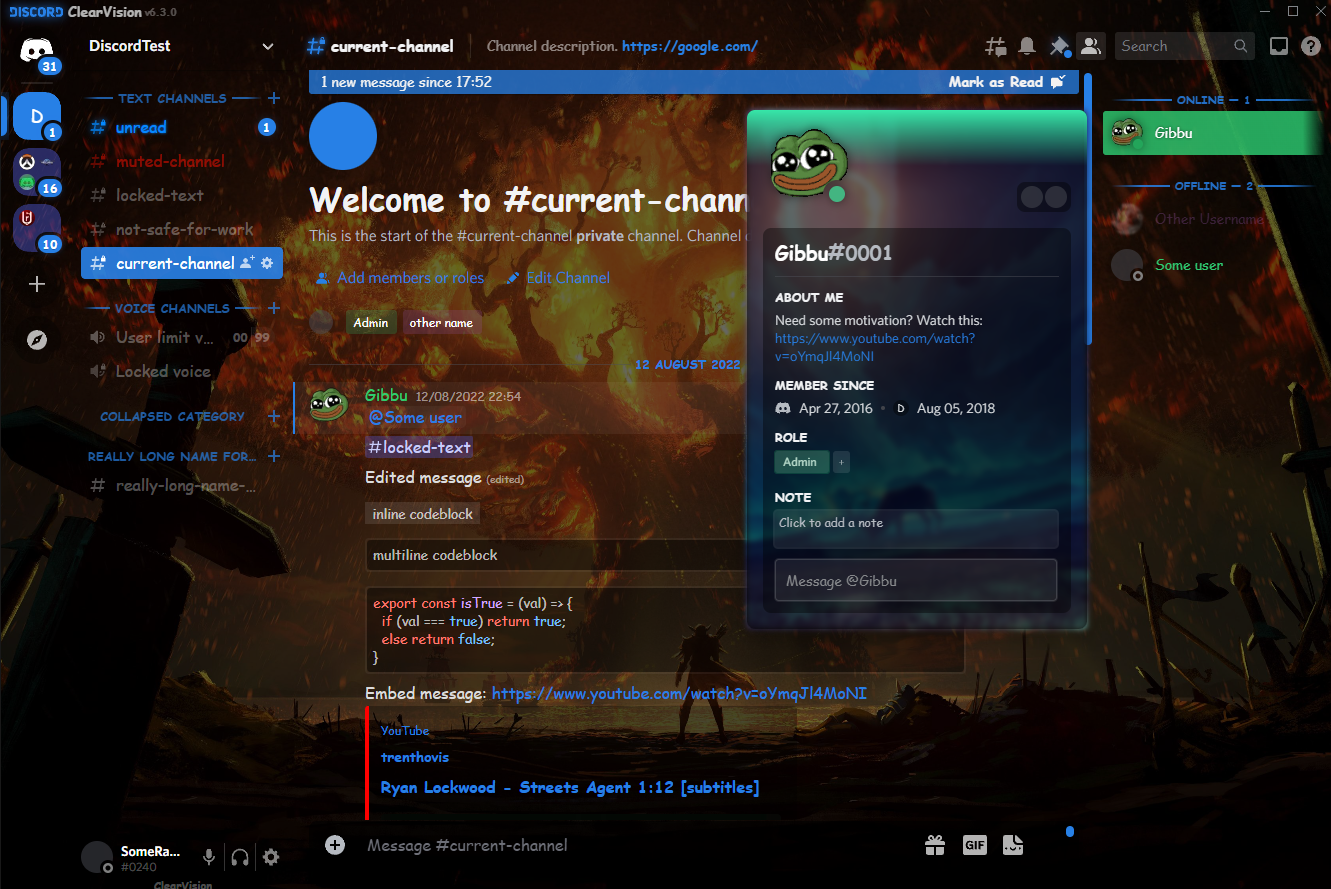 DISCORD ClearVision v6.3.0
31
DiscordTest
current-channel
Channel description. https://google.com/
Search
1 new message since 17:52
Mark as Read
D
1
16
10
TEXT CHANNELS
unread
1
muted-channel
locked-text
not-safe-for-work
current-channel
VOICE CHANNELS
User limit v...
00 99
Locked voice
COLLAPSED CATEGORY
REALLY LONG NAME FOR...
really-long-name-...
Welcome to #current-chann
This is the start of the #current-channel private channel. Channel
Add members or roles
Edit Channel
Admin
other name
12 AUGUST 2022
Gibbu 12/08/2022 22:54
@Some user
#locked-text
Edited message (edited)
inline codeblock
multiline codeblock
export const isTrue = (val) => {
if (val === true) return true;
else return false;
}
Embed message: https://www.youtube.com/watch?v=oYmqJl4MoNI
YouTube
trenthovis
Ryan Lockwood - Streets Agent 1:12 [subtitles]
Message #current-channel
GIF
SomeRa...
#0240
ClearVision
Gibbu#0001
ABOUT ME
Need some motivation? Watch this:
https://www.youtube.com/watch?
v=oYmqJl4MoNI
MEMBER SINCE
Apr 27, 2016 • D Aug 05, 2018
ROLE
Admin +
NOTE
Click to add a note
Message @Gibbu
ONLINE — 1
Gibbu
OFFLINE — 2
Other Username
Some user